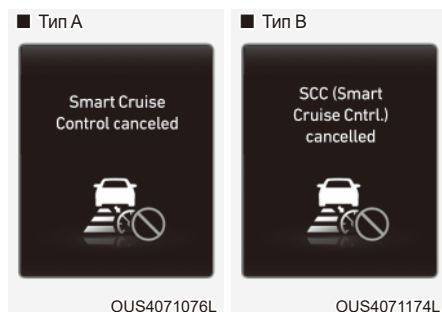 ■ Тип A
Smart Cruise
Control canceled
OUS4071076L
■ Тип B
SCC (Smart
Cruise Cntrl.)
cancelled
OUS4071174L